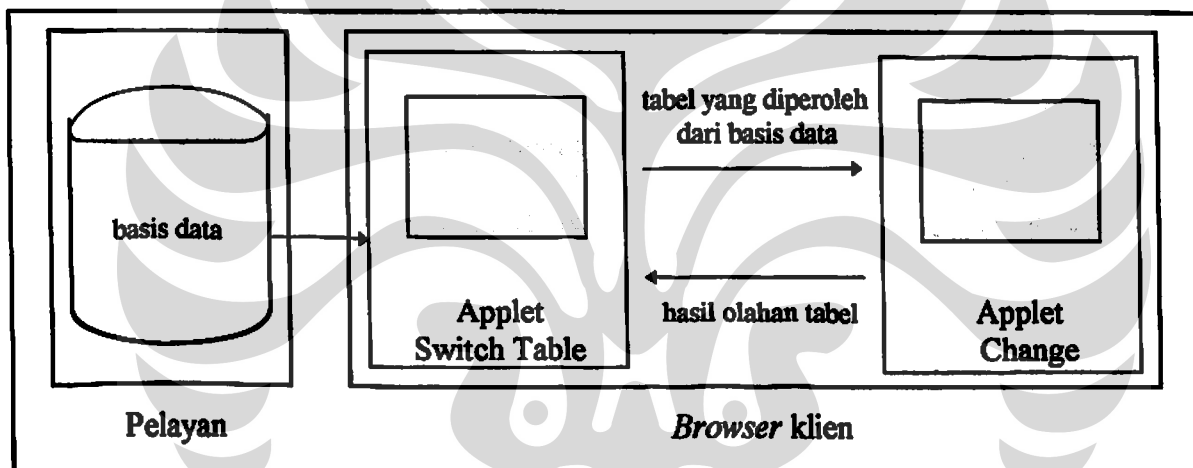 tabel yang diperoleh
dari basis data
basis data
hasil olahan tabel
Applet
Switch Table
Applet
Change
Pelayan
Browser klien